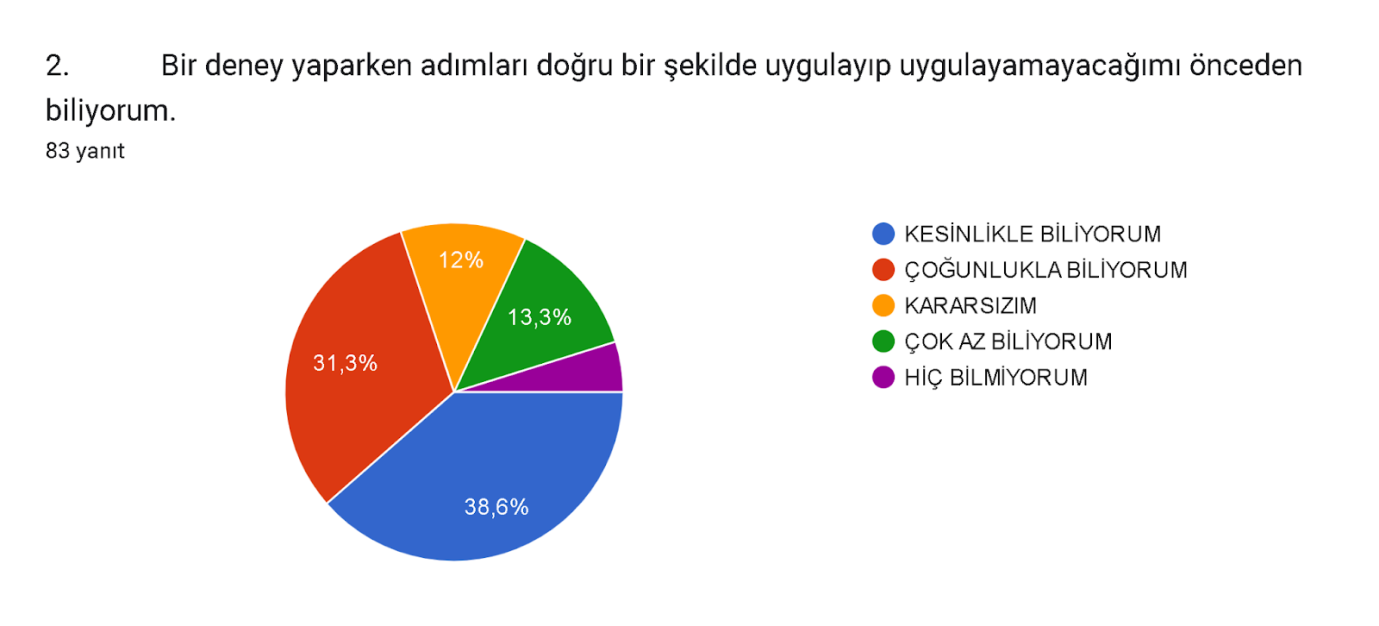 2. Bir deney yaparken adımları doğru bir şekilde uygulayıp uygulayamayacağımı önceden
biliyorum.
83 yanıt
KESİNLİKLE BİLİYORUM
ÇOĞUNLUKLA BİLİYORUM
KARARSIZIM
ÇOK AZ BİLİYORUM
HİÇ BİLMİYORUM
12%
13,3%
31,3%
38,6%